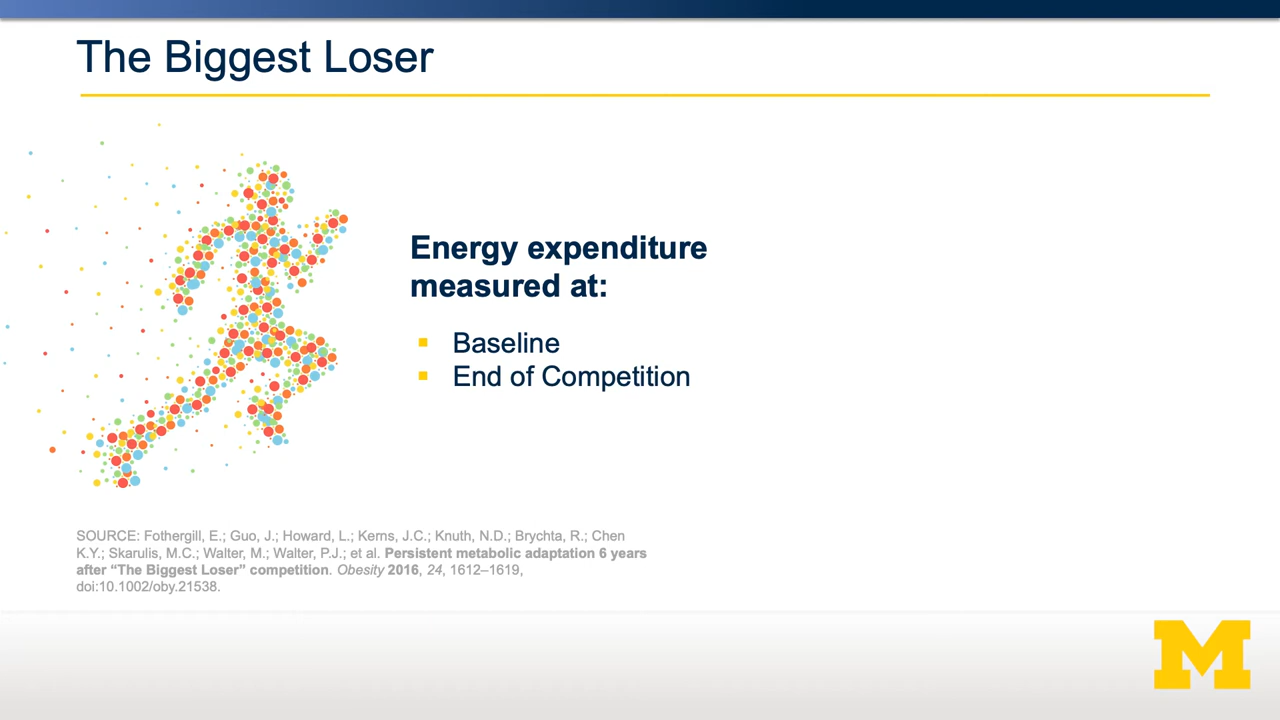 The Biggest Loser
Energy expenditure
measured at:
▪ Baseline
▪ End of Competition
SOURCE: Fothergill, E.; Guo, J.; Howard, L.; Kerns, J.C.; Knuth, N.D.; Brychta, R.; Chen
K.Y.; Skarulis, M.C.; Walter, M.; Walter, P.J.; et al. Persistent metabolic adaptation 6 years
after “The Biggest Loser” competition. Obesity 2016, 24, 1612–1619,
doi:10.1002/oby.21538.
M